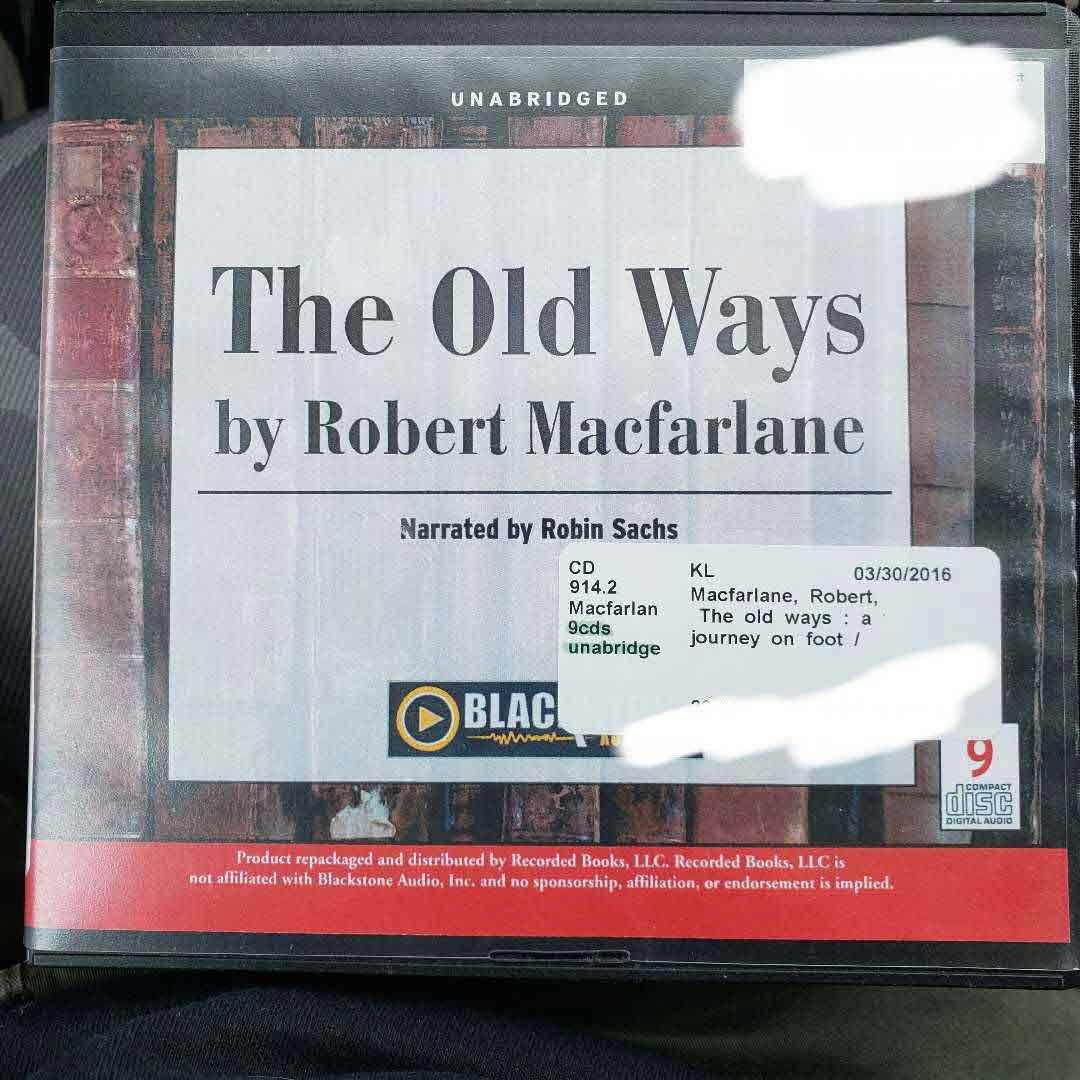 UNABRIDGED
The Old Ways
by Robert Macfarlane
Narrated by Robin Sachs
CD
914.2
Macfarlan
9cds
unabridge
KL 03/30/2016
Macfarlane, Robert,
The old ways : a
journey on foot /
BLAC
9
COMPACT
disc
DIGITAL AUDIO
Product repackaged and distributed by Recorded Books, LLC. Recorded Books, LLC is
not affiliated with Blackstone Audio, Inc. and no sponsorship, affiliation, or endorsement is implied.